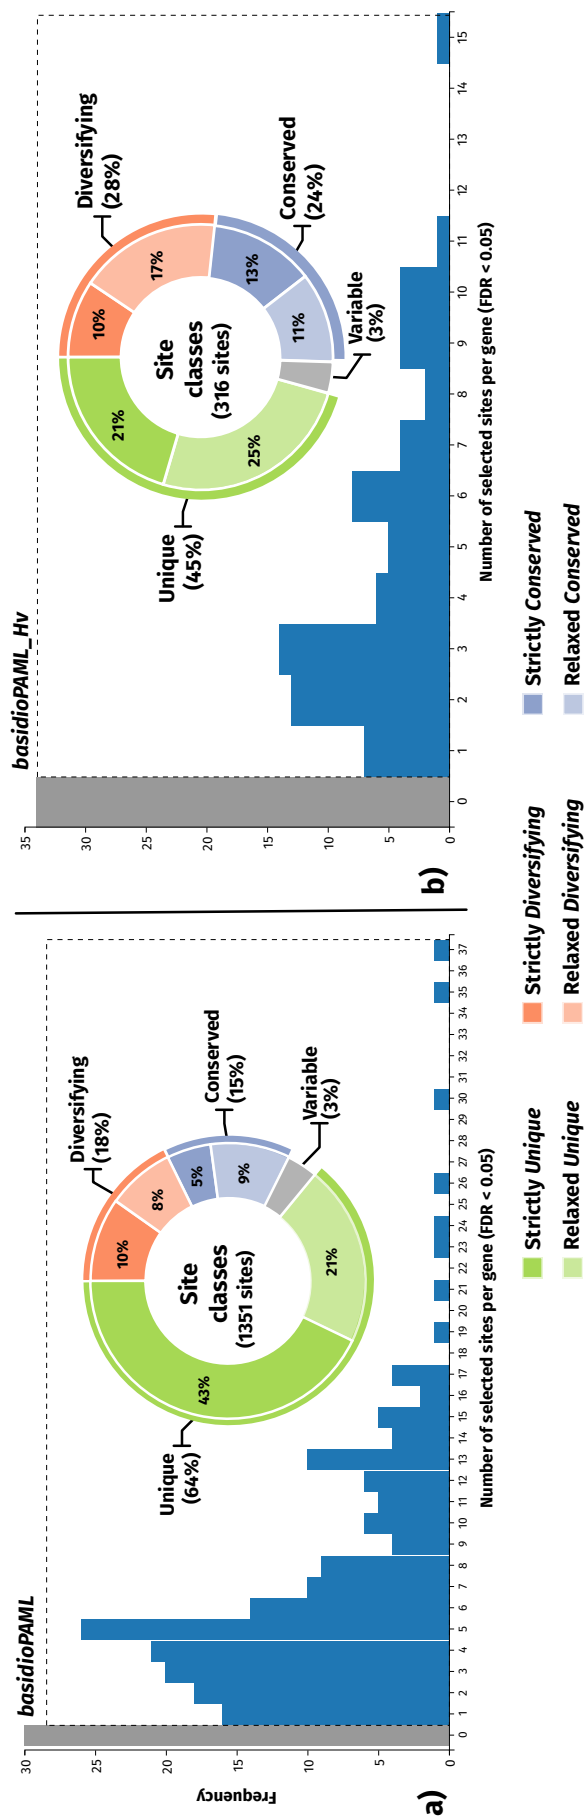 a)
basidioPAML
Frequency
30
25
20
15
10
5
0
0 1 2 3 4 5 6 7 8 9 10 11 12 13 14 15 16 17 18 19 20 21 22 23 24 25 26 27 28 29 30 31 32 33 34 35 36 37
Number of selected sites per gene (FDR < 0.05)
Unique
(64%)
Diversifying
(18%)
Conserved
(15%)
Variable
(3%)
43%
10%
8%
5%
9%
21%
Site
classes
(1351 sites)
b)
basidioPAML_Hv
35
30
25
20
15
10
5
0
0 1 2 3 4 5 6 7 8 9 10 11 12 13 14 15
Number of selected sites per gene (FDR < 0.05)
Unique
(45%)
Diversifying
(28%)
Conserved
(24%)
Variable
(3%)
21%
10%
17%
13%
11%
25%
Site
classes
(316 sites)
Strictly Unique
Strictly Diversifying
Strictly Conserved
Relaxed Unique
Relaxed Diversifying
Relaxed Conserved